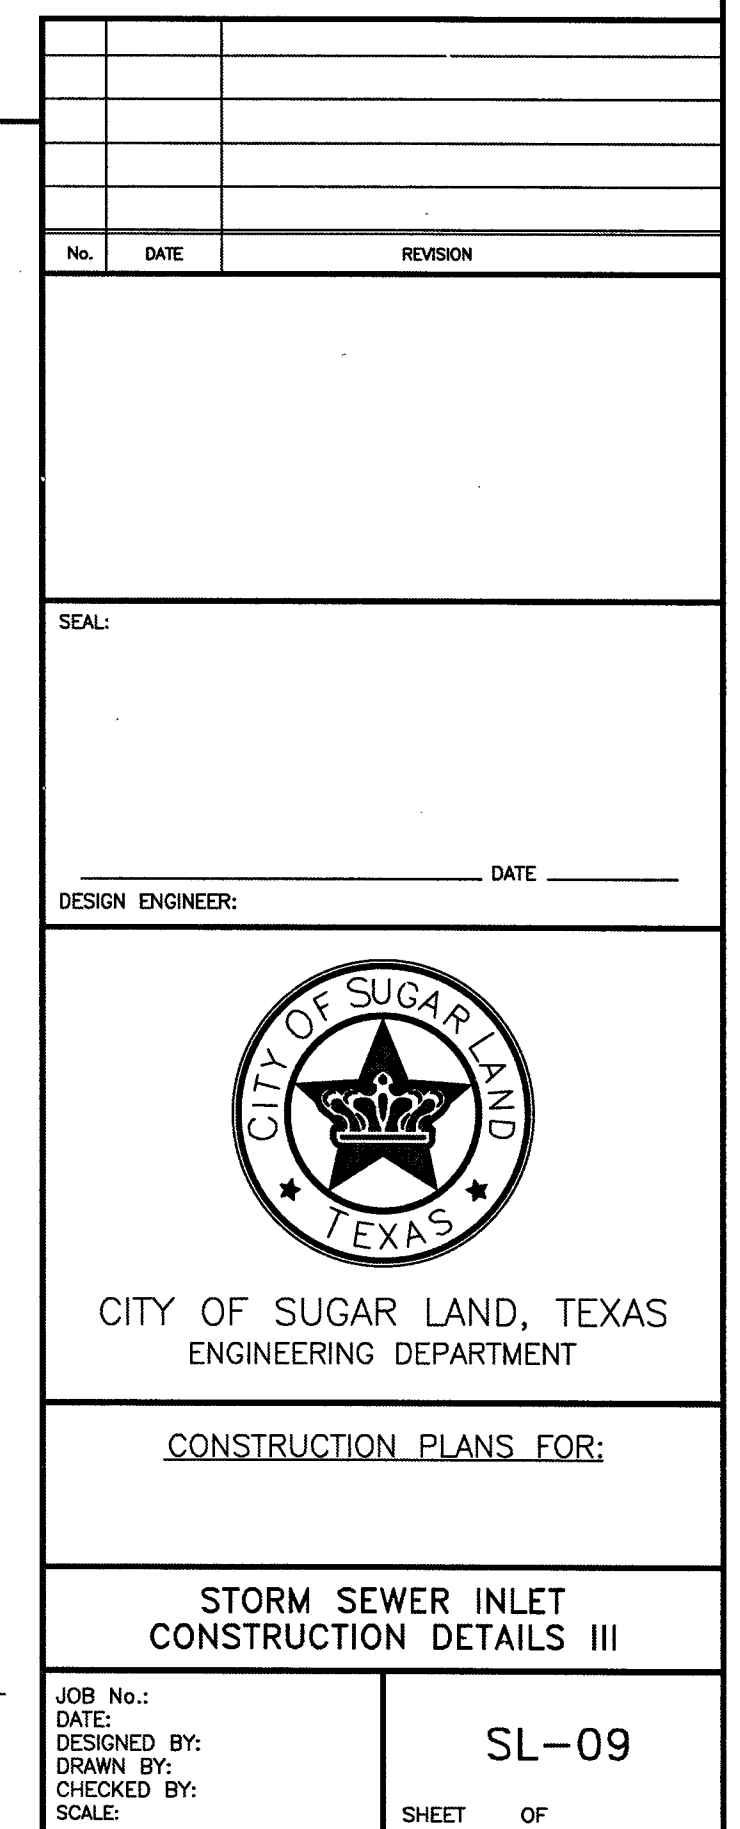 No. DATE REVISION
SEAL:
DATE
DESIGN ENGINEER:
CITY OF SUGAR LAND
TEXAS
CITY OF SUGAR LAND, TEXAS
ENGINEERING DEPARTMENT
CONSTRUCTION PLANS FOR:
STORM SEWER INLET
CONSTRUCTION DETAILS III
JOB No.:
DATE:
DESIGNED BY:
DRAWN BY:
CHECKED BY:
SCALE:
SL-09
SHEET OF